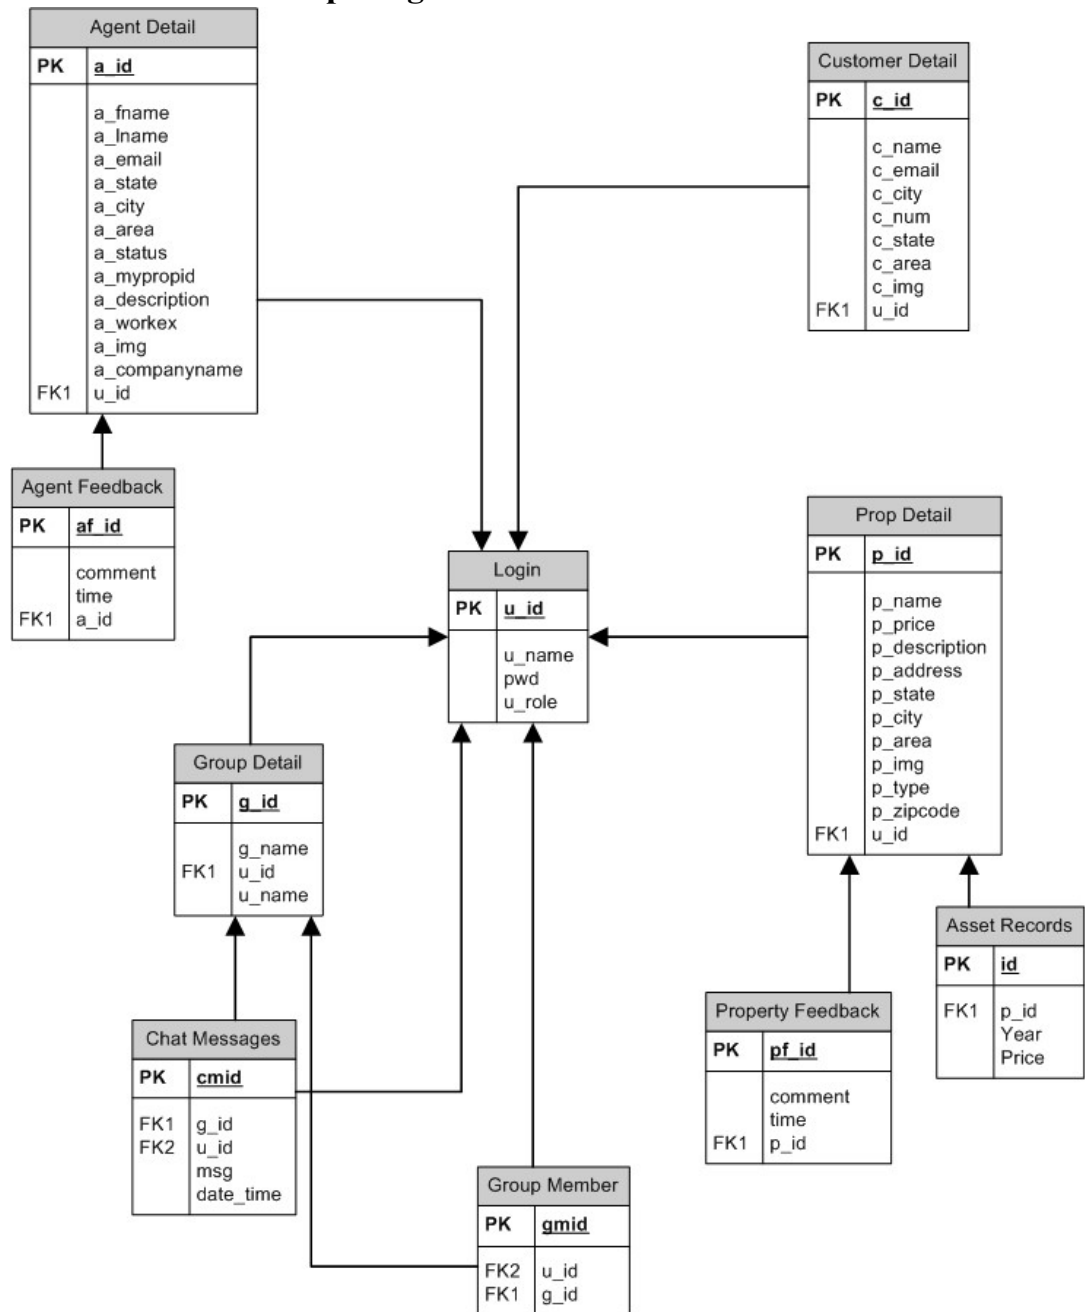 Agent Detail
PK a_id
a_fname
a_lname
a_email
a_state
a_city
a_area
a_status
a_mypropid
a_description
a_workex
a_img
a_companyname
FK1 u_id
Customer Detail
PK c_id
c_name
c_email
c_city
c_num
c_state
c_area
c_img
FK1 u_id
Agent Feedback
PK af_id
comment
time
FK1 a_id
Login
PK u_id
u_name
pwd
u_role
Prop Detail
PK p_id
p_name
p_price
p_description
p_address
p_state
p_city
p_area
p_img
p_type
p_zipcode
FK1 u_id
Group Detail
PK g_id
g_name
FK1 u_id
u_name
Asset Records
PK id
FK1 p_id
Year
Price
Property Feedback
PK pf_id
comment
time
FK1 p_id
Chat Messages
PK cmid
FK1 g_id
FK2 u_id
msg
date_time
Group Member
PK gmid
FK2 u_id
FK1 g_id